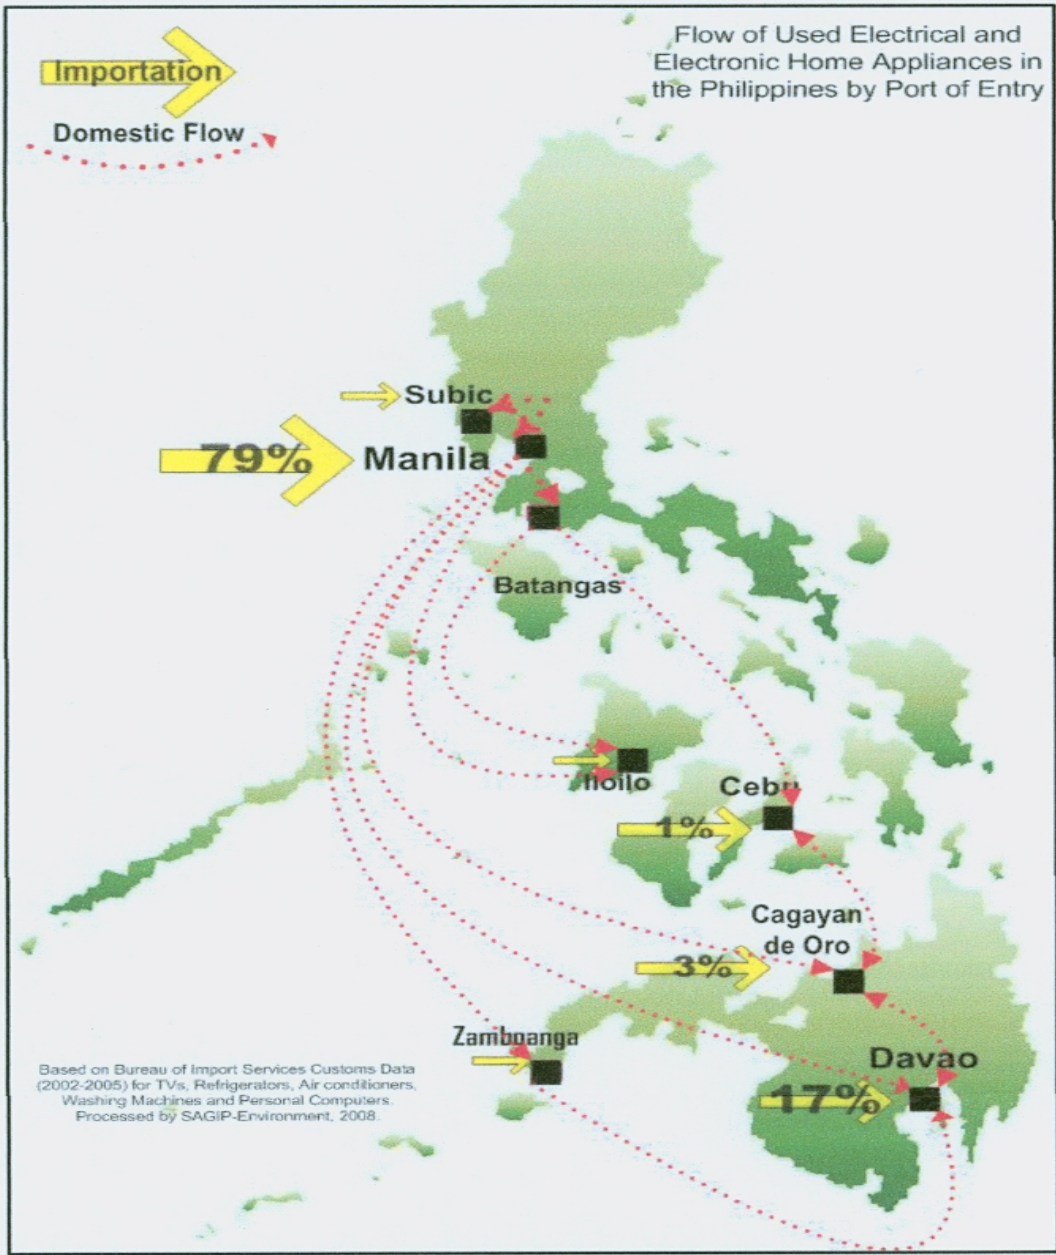 Flow of Used Electrical and
Electronic Home Appliances in
the Philippines by Port of Entry
Importation
Domestic Flow
Subic
79%
Manila
Batangas
Iloilo
Cebu
1%
Cagayan
de Oro
3%
Zamboanga
Davao
17%
Based on Bureau of Import Services Customs Data
(2002-2005) for TVs, Refrigerators, Air conditioners,
Washing Machines and Personal Computers.
Processed by SAGIP-Environment, 2008.